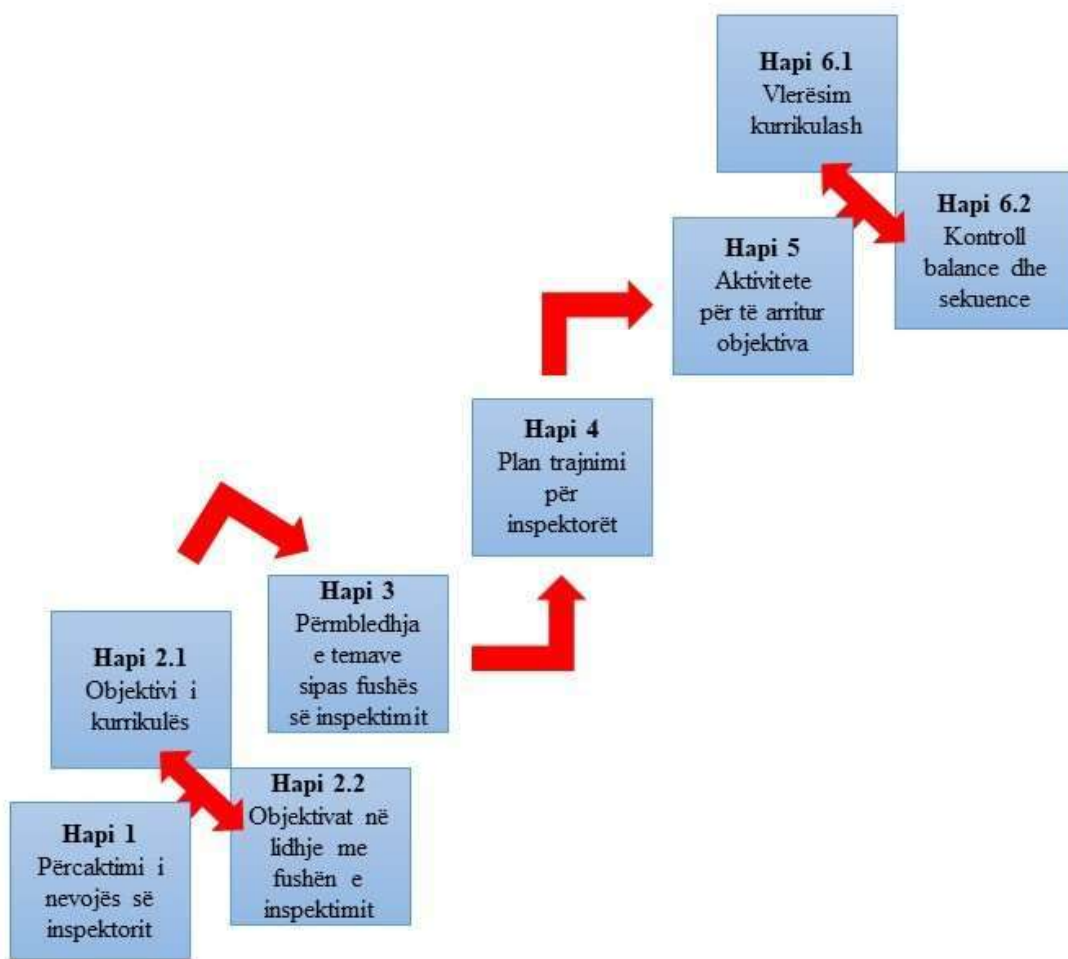 Hapi 6.1
Vlerësim
kurrikulash
Hapi 6.2
Kontroll
balance dhe
sekuence
Hapi 5
Aktivitete
për të arritur
objektiva
Hapi 4
Plan trajnimi
për
inspektorët
Hapi 3
Përmbledhja
e temave
sipas fushës
së inspektimit
Hapi 2.1
Objektivi i
kurrikulës
Hapi 2.2
Objektivat në
lidhje me
fushën e
inspektimit
Hapi 1
Përcaktimi i
nevojës së
inspektorit